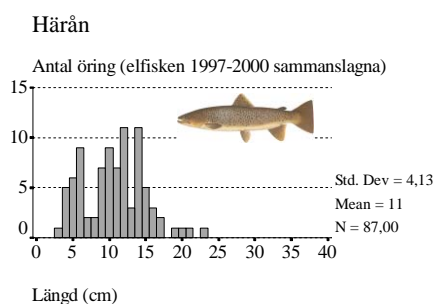 Härån
Antal öring (elfisken 1997-2000 sammanslagna)
15
10
5
0
0 5 10 15 20 25 30 35 40
Std. Dev = 4,13
Mean = 11
N = 87,00
Längd (cm)